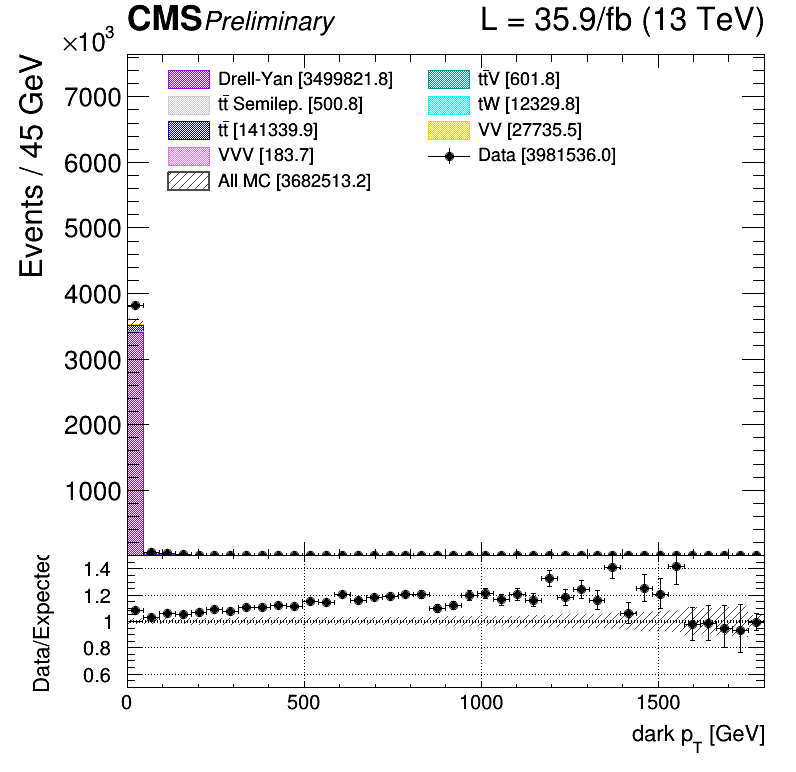 CMS Preliminary L = 35.9/fb (13 TeV)
×10³
Events / 45 GeV
7000
6000
5000
4000
3000
2000
1000
Drell-Yan [3499821.8]
tt̄ Semilep. [500.8]
tt̄ [141339.9]
VVV [183.7]
All MC [3682513.2]
tt̄V [601.8]
tW [12329.8]
VV [27735.5]
Data [3981536.0]
Data/Expected
1.4
1.2
1
0.8
0.6
0 500 1000 1500
dark p_T [GeV]